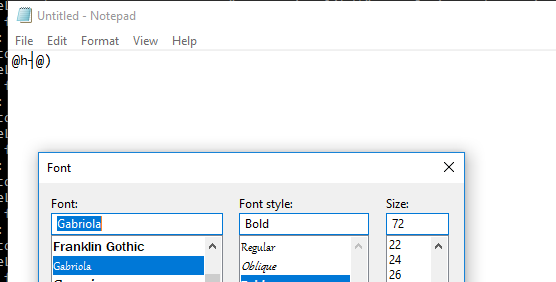 Untitled - Notepad
File Edit Format View Help
@h-@)
Font
Font:
Font style:
Size:
Gabriola
Bold
72
Franklin Gothic
Regular
22
Gabriola
Oblique
24
26